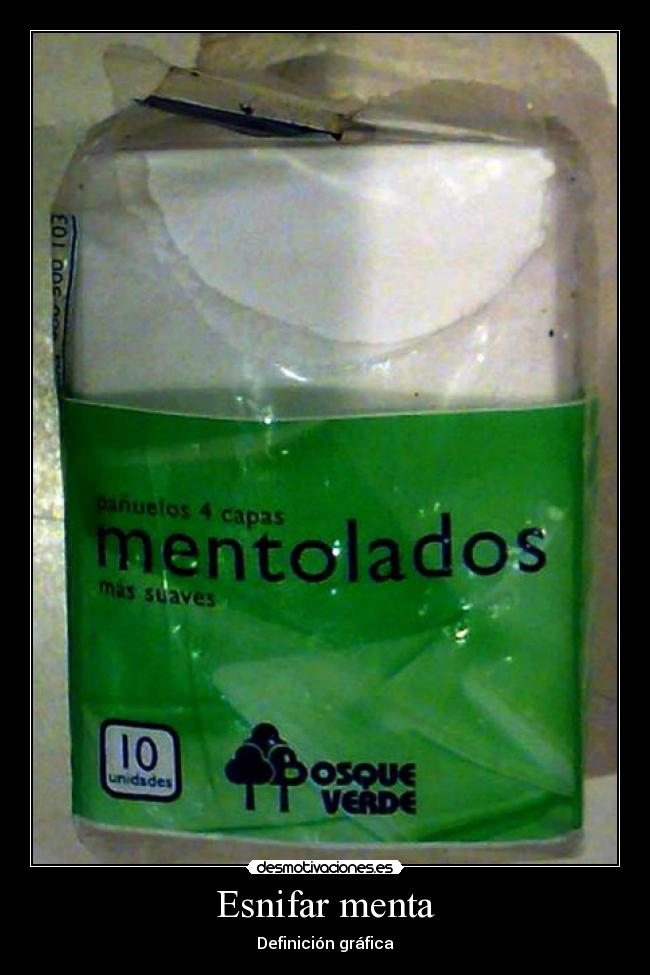 pañuelos 4 capas
mentolados
más suaves
10
unidades
BOSQUE
VERDE
desmotivaciones.es
Esnifar menta
Definición gráfica